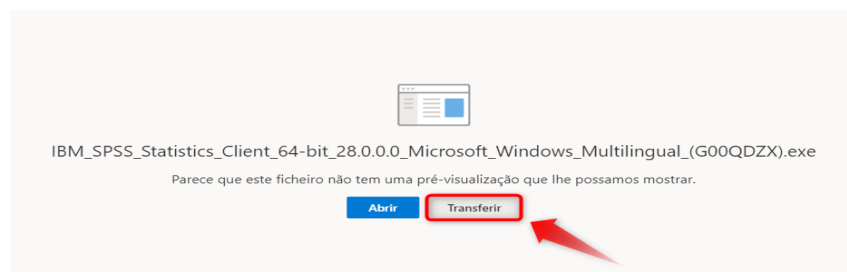 IBM_SPSS_Statistics_Client_64-bit_28.0.0.0_Microsoft_Windows_Multilingual_(G00QDZX).exe
Parece que este ficheiro não tem uma pré-visualização que lhe possamos mostrar.
Abrir Transferir